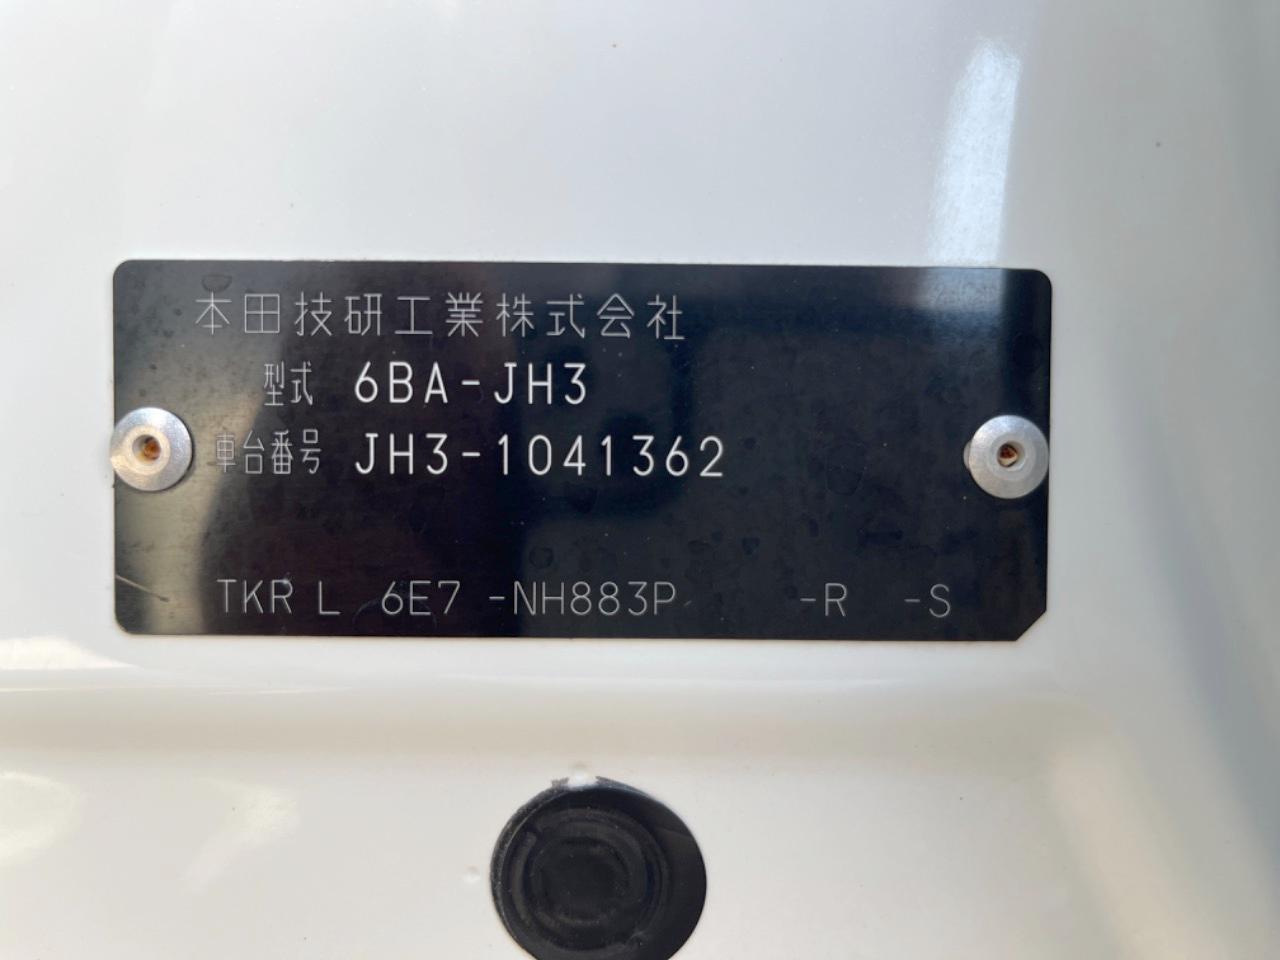 本田技研工業株式会社
型式 6BA-JH3
車台番号 JH3-1041362
TKR L 6E7 -NH883P -R -S